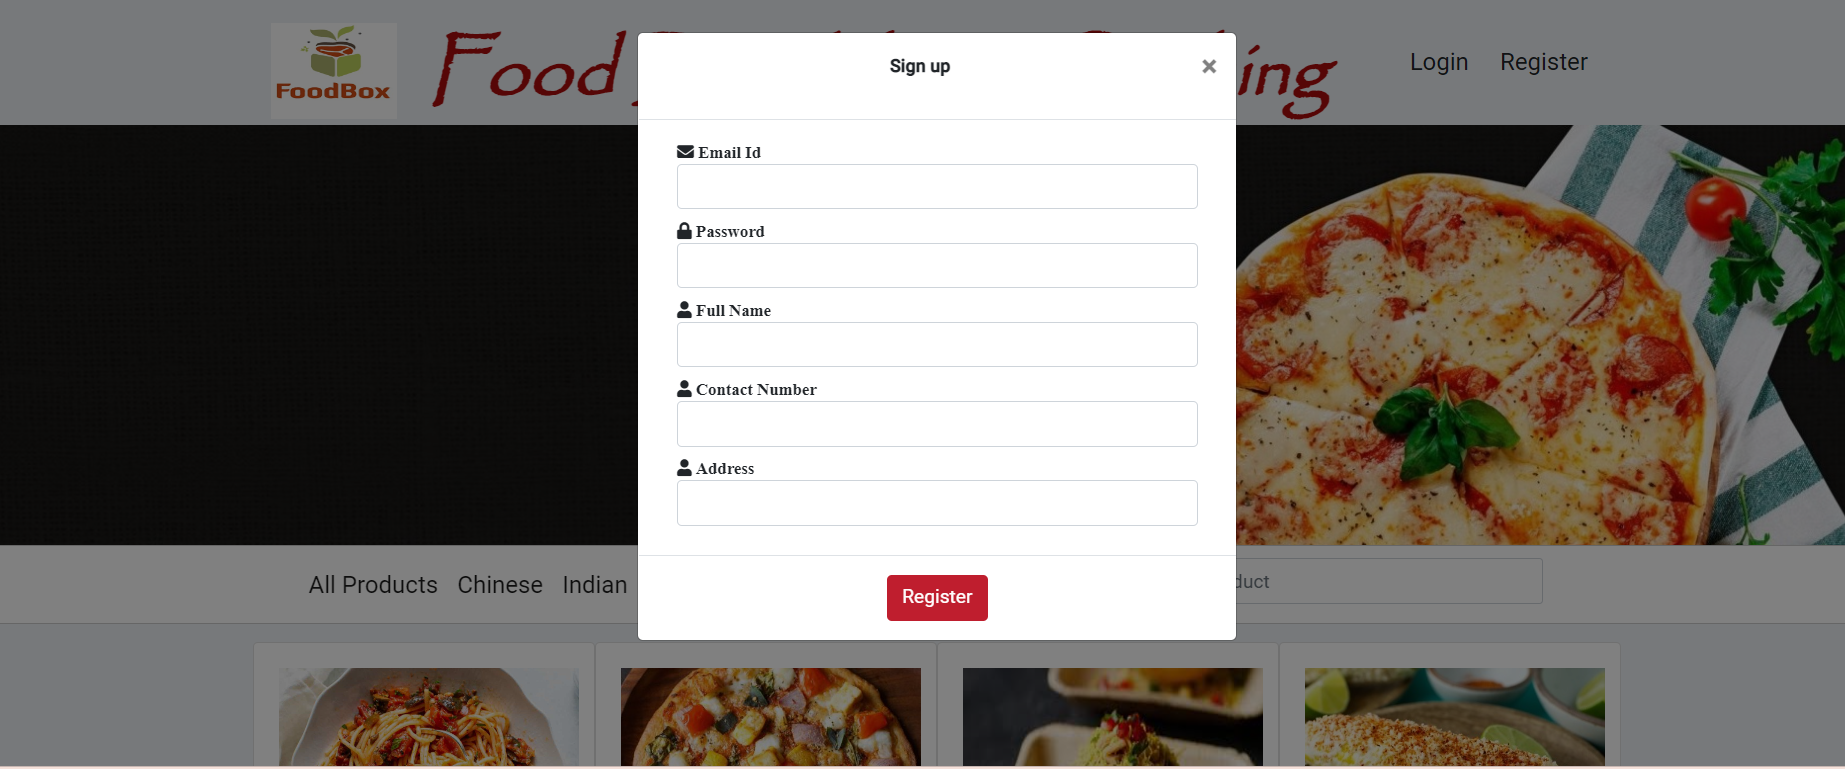 FoodBox
Food
ing
Login
Register
Sign up
×
Email Id
Password
Full Name
Contact Number
Address
All Products
Chinese
Indian
duct
Register